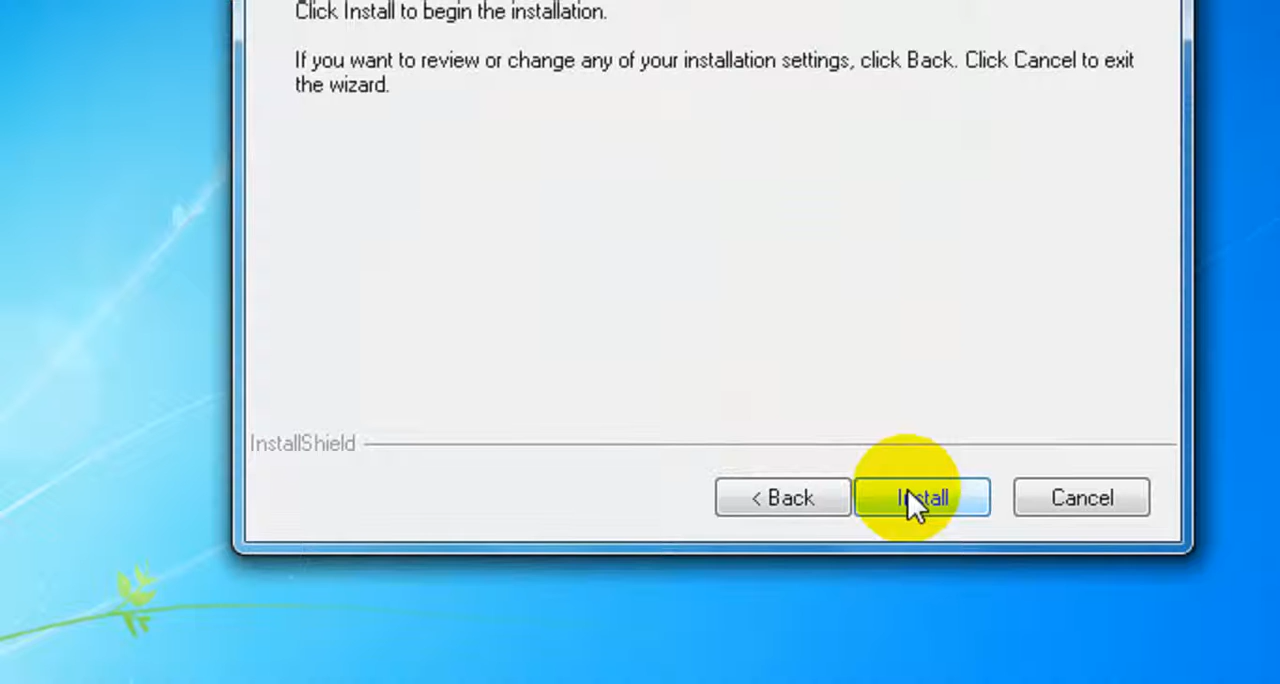 Click Install to begin the installation.
If you want to review or change any of your installation settings, click Back. Click Cancel to exit
the wizard.
InstallShield
< Back Install Cancel